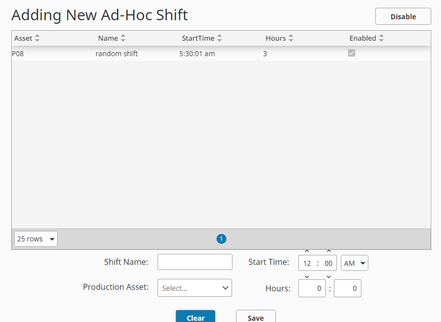 Adding New Ad-Hoc Shift
Disable
Asset Name StartTime Hours Enabled
P08 random shift 5:30:01 am 3
25 rows 1
Shift Name: Start Time: 12 : 00 AM
Production Asset: Select... Hours: 0 : 0
Clear Save